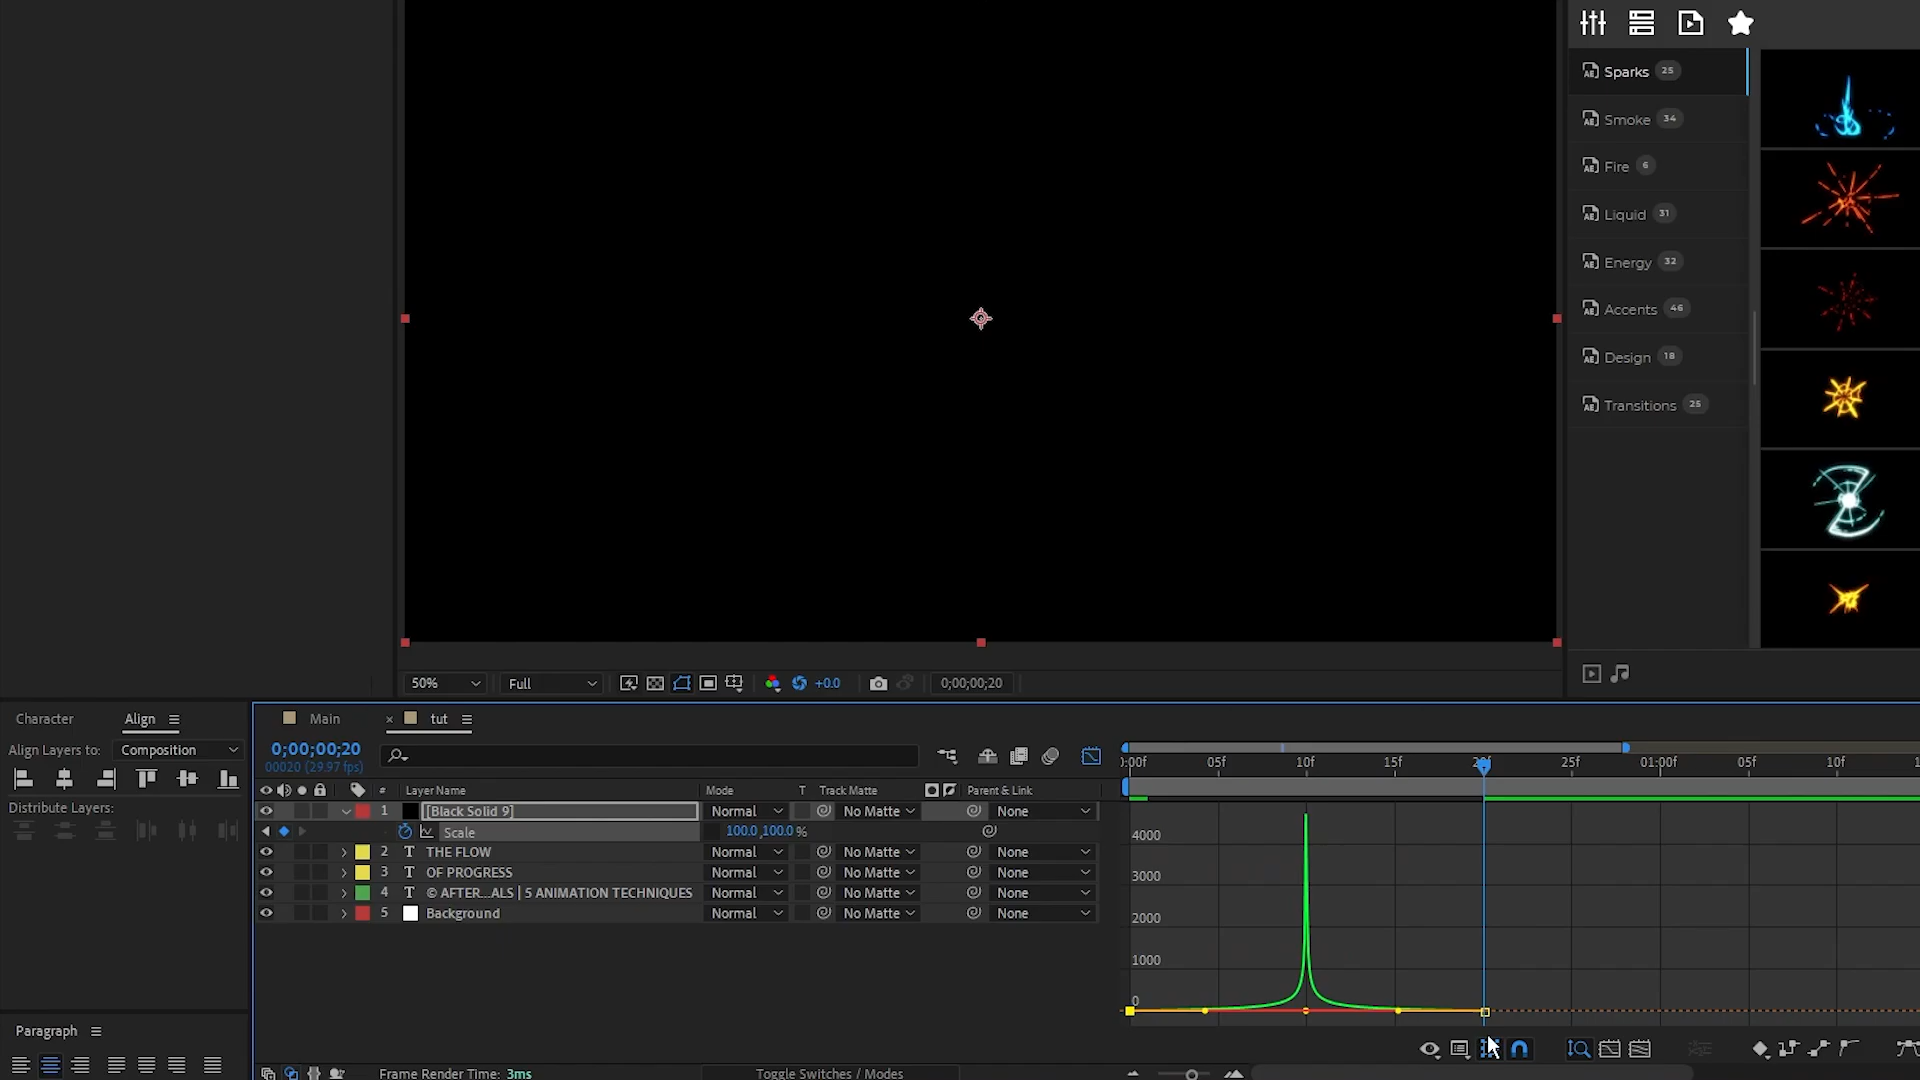 Sparks 25
Smoke 34
Fire 6
Liquid 31
Energy 32
Accents 46
Design 18
Transitions 25
50% Full +0.0 0;00;00;20
Character Align
Align Layers to: Composition
Distribute Layers:
Paragraph
Main tut
0;00;00;20
00020 (29.97 fps)
# Layer Name Mode T Track Matte Parent & Link
1 [Black Solid 9] Normal No Matte None
Scale 100.0,100.0 %
2 T THE FLOW Normal No Matte None
3 T OF PROGRESS Normal No Matte None
4 T © AFTER...ALS | 5 ANIMATION TECHNIQUES Normal No Matte None
5 Background Normal No Matte None
Frame Render Time: 3ms Toggle Switches / Modes
:00f 05f 10f 15f 25f 01:00f 05f 10f
4000
3000
2000
1000
0